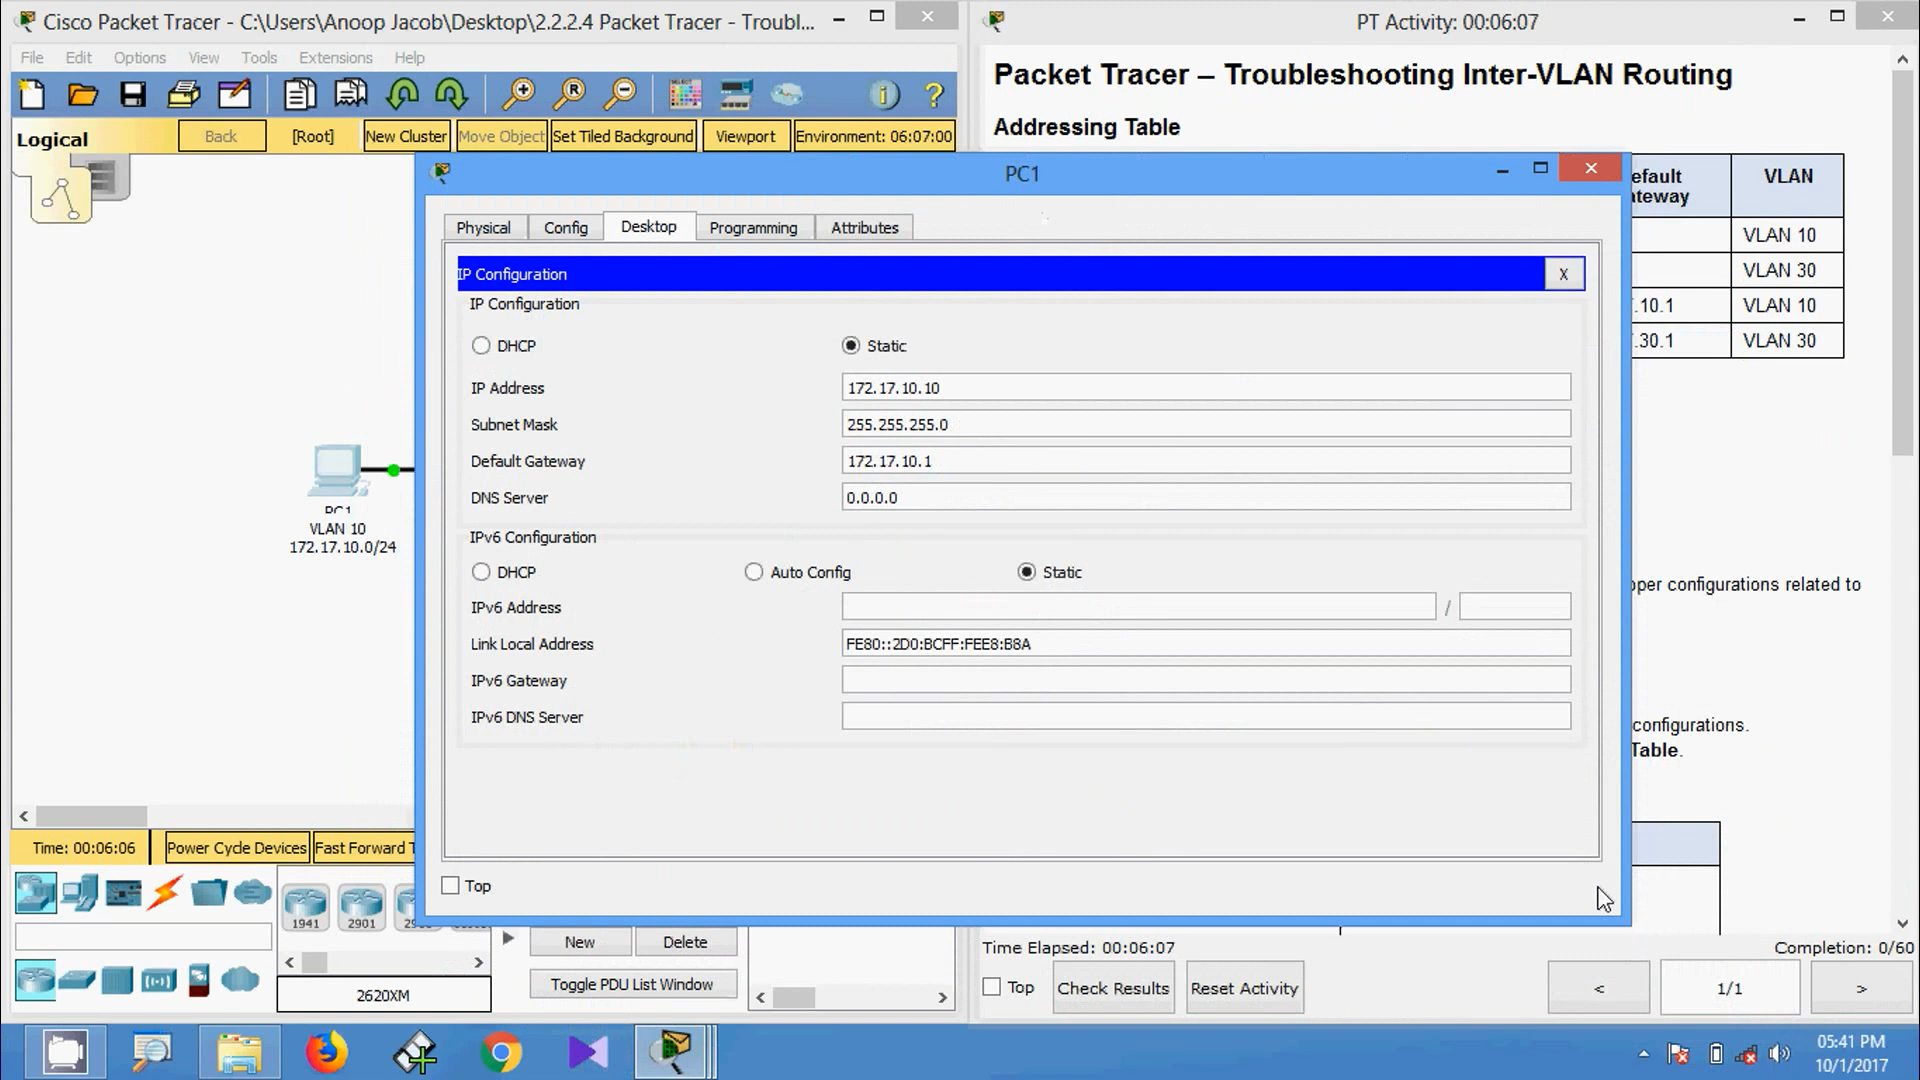 Cisco Packet Tracer - C:\Users\Anoop Jacob\Desktop\2.2.2.4 Packet Tracer - Troubl...
File Edit Options View Tools Extensions Help
Logical Back [Root] New Cluster Move Object Set Tiled Background Viewport Environment: 06:07:00
PT Activity: 00:06:07
Packet Tracer – Troubleshooting Inter-VLAN Routing
Addressing Table
VLAN
VLAN 10
VLAN 30
.10.1 VLAN 10
.30.1 VLAN 30
configurations related to
configurations.
Table.
PC1
VLAN 10
172.17.10.0/24
PC1
Physical Config Desktop Programming Attributes
IP Configuration X
IP Configuration
DHCP Static
IP Address 172.17.10.10
Subnet Mask 255.255.255.0
Default Gateway 172.17.10.1
DNS Server 0.0.0.0
IPv6 Configuration
DHCP Auto Config Static
IPv6 Address /
Link Local Address FE80::2D0:BCFF:FEE8:B8A
IPv6 Gateway
IPv6 DNS Server
Top
Time: 00:06:06 Power Cycle Devices Fast Forward T
1941 2901
2620XM
New Delete
Toggle PDU List Window
Time Elapsed: 00:06:07 Completion: 0/60
Top Check Results Reset Activity < 1/1 >
05:41 PM
10/1/2017